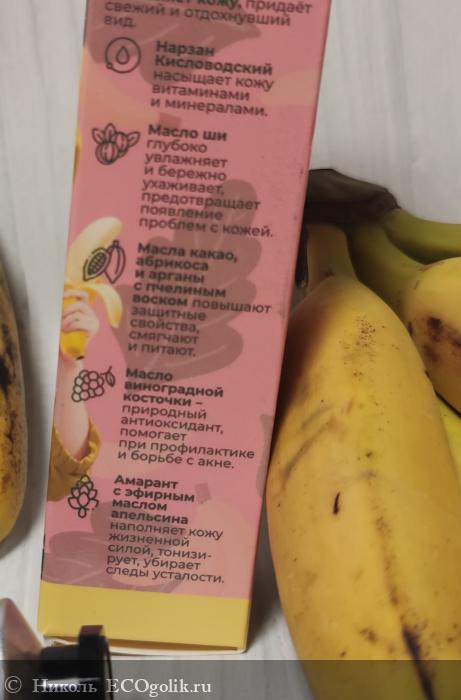 кожу, придаёт
свежий и отдохнувший
вид.
Нарзан
Кисловодский
насыщает кожу
витаминами
и минералами.
Масло ши
глубоко
увлажняет
и бережно
ухаживает,
предотвращает
появление
проблем с кожей.
Масла какао,
абрикоса
и арганы
с пчелиным
воском повышают
защитные
свойства,
смягчают
и питают.
Масло
виноградной
косточки –
природный
антиоксидант,
помогает
при профилактике
и борьбе с акне.
Амарант
с эфирным
маслом
апельсина
наполняет кожу
жизненной
силой, тонизи-
рует, убирает
следы усталости.
© Николь ECOgolik.ru